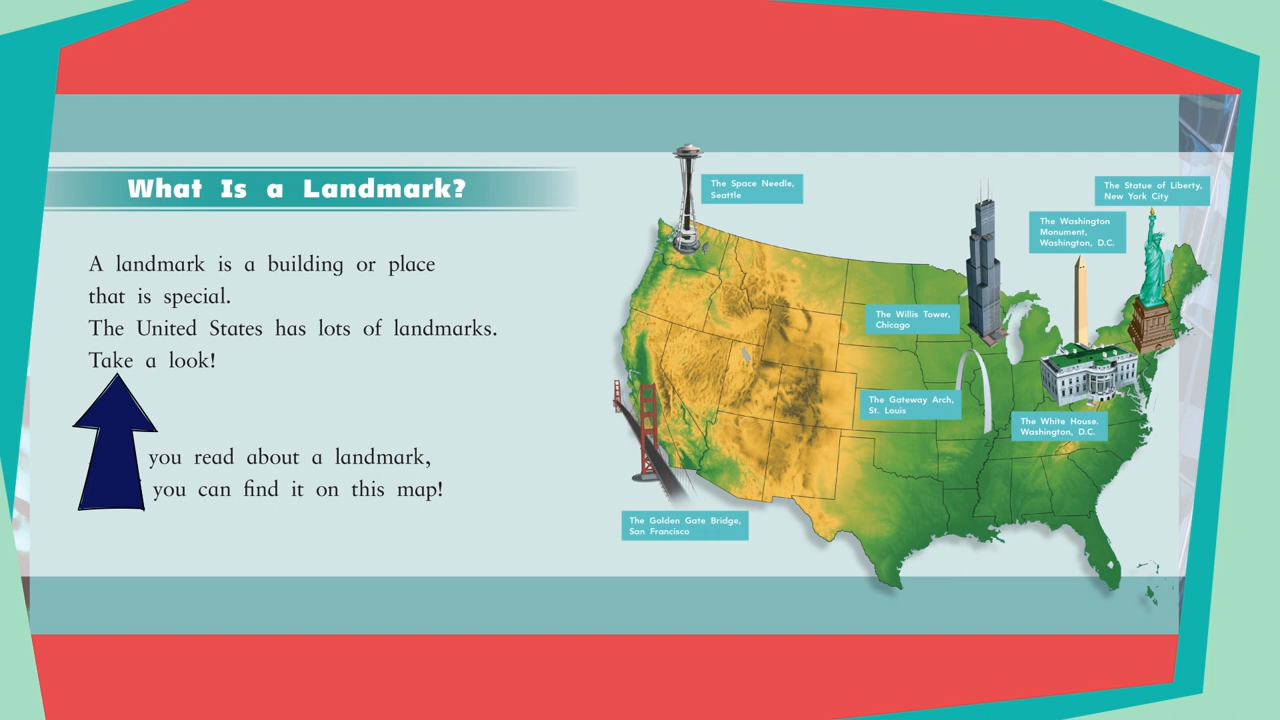 What Is a Landmark?
A landmark is a building or place
that is special.
The United States has lots of landmarks.
Take a look!
you read about a landmark,
you can find it on this map!
The Space Needle,
Seattle
The Statue of Liberty,
New York City
The Washington
Monument,
Washington, D.C.
The Willis Tower,
Chicago
The Gateway Arch,
St. Louis
The White House.
Washington, D.C.
The Golden Gate Bridge,
San Francisco